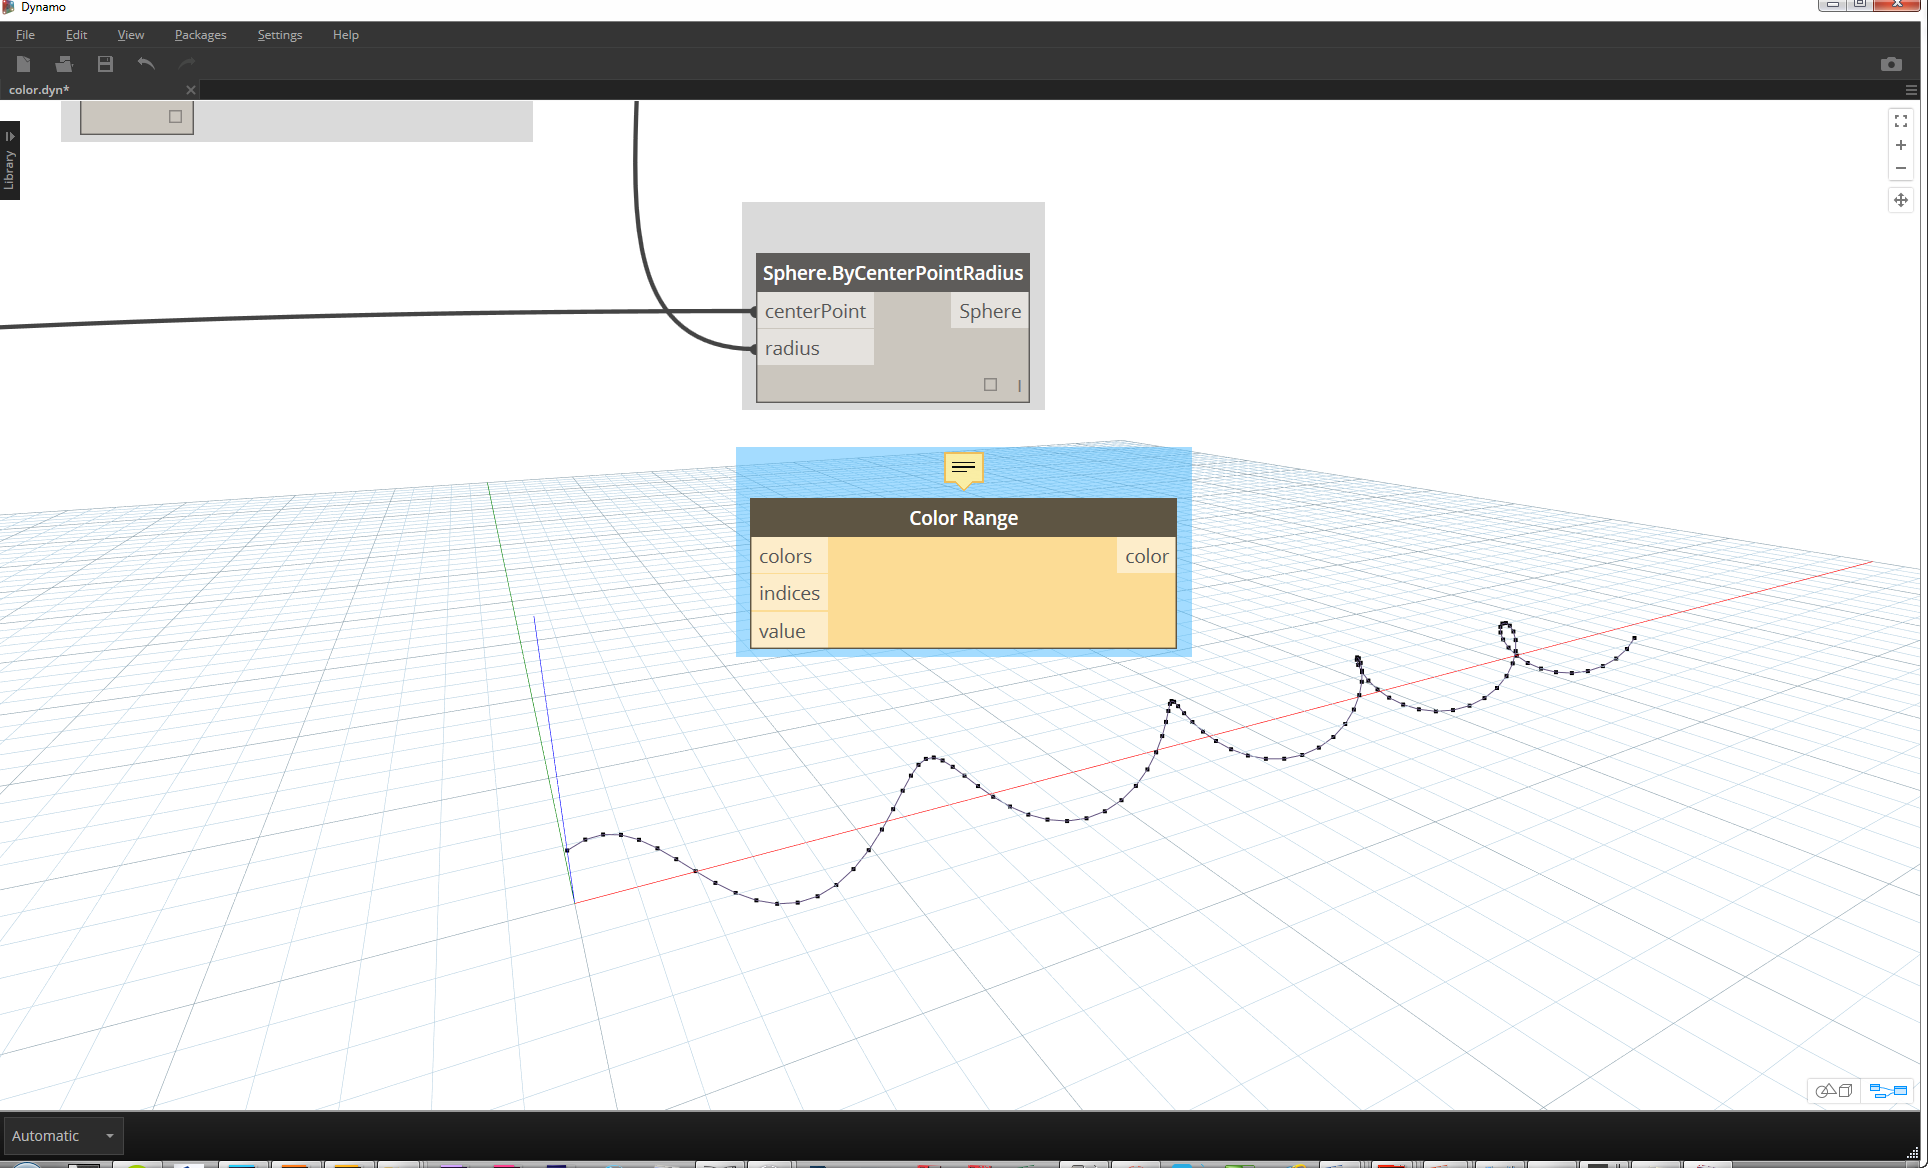 Dynamo
File Edit View Packages Settings Help
color.dyn*
Library
Sphere.ByCenterPointRadius
centerPoint Sphere
radius
Color Range
colors color
indices
value
Automatic